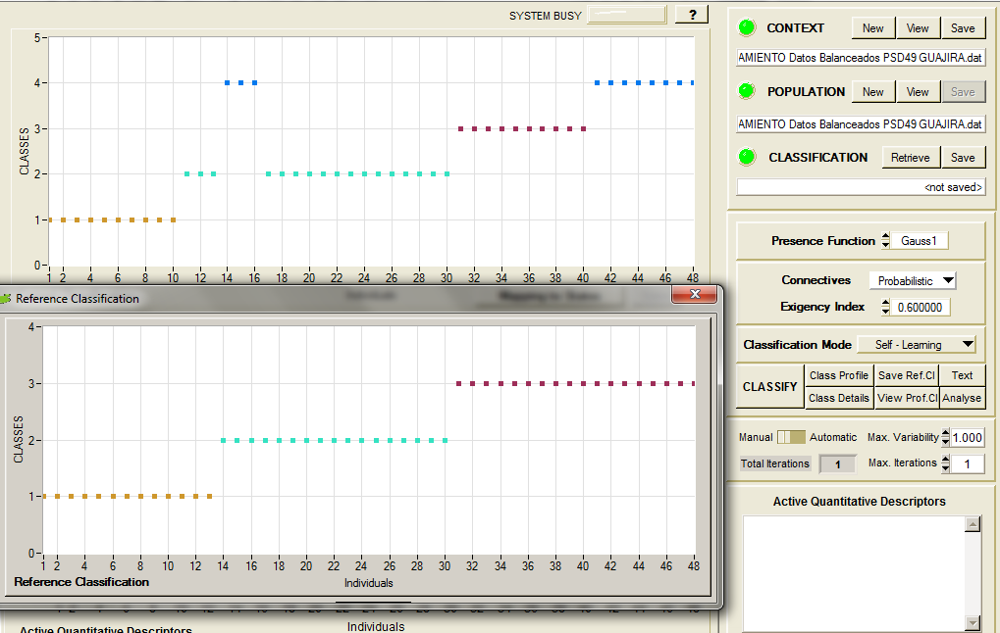 SYSTEM BUSY ?
5
4
3
2
1
0
CLASSES
1 2 4 6 8 10 12 14 16 18 20 22 24 26 28 30 32 34 36 38 40 42 44 46 48
Reference Classification
4
3
2
1
0
CLASSES
1 2 4 6 8 10 12 14 16 18 20 22 24 26 28 30 32 34 36 38 40 42 44 46 48
Reference Classification Individuals
Individuals
Active Quantitative Descriptors
CONTEXT New View Save
AMIENTO Datos Balanceados PSD49 GUAJIRA.dat
POPULATION New View Save
AMIENTO Datos Balanceados PSD49 GUAJIRA.dat
CLASSIFICATION Retrieve Save
<not saved>
Presence Function Gauss1
Connectives Probabilistic
Exigency Index 0.600000
Classification Mode Self - Learning
CLASSIFY Class Profile Save Ref.Cl Text
Class Details View Prof.Cl Analyse
Manual Automatic Max. Variability 1.000
Total Iterations 1 Max. Iterations 1
Active Quantitative Descriptors